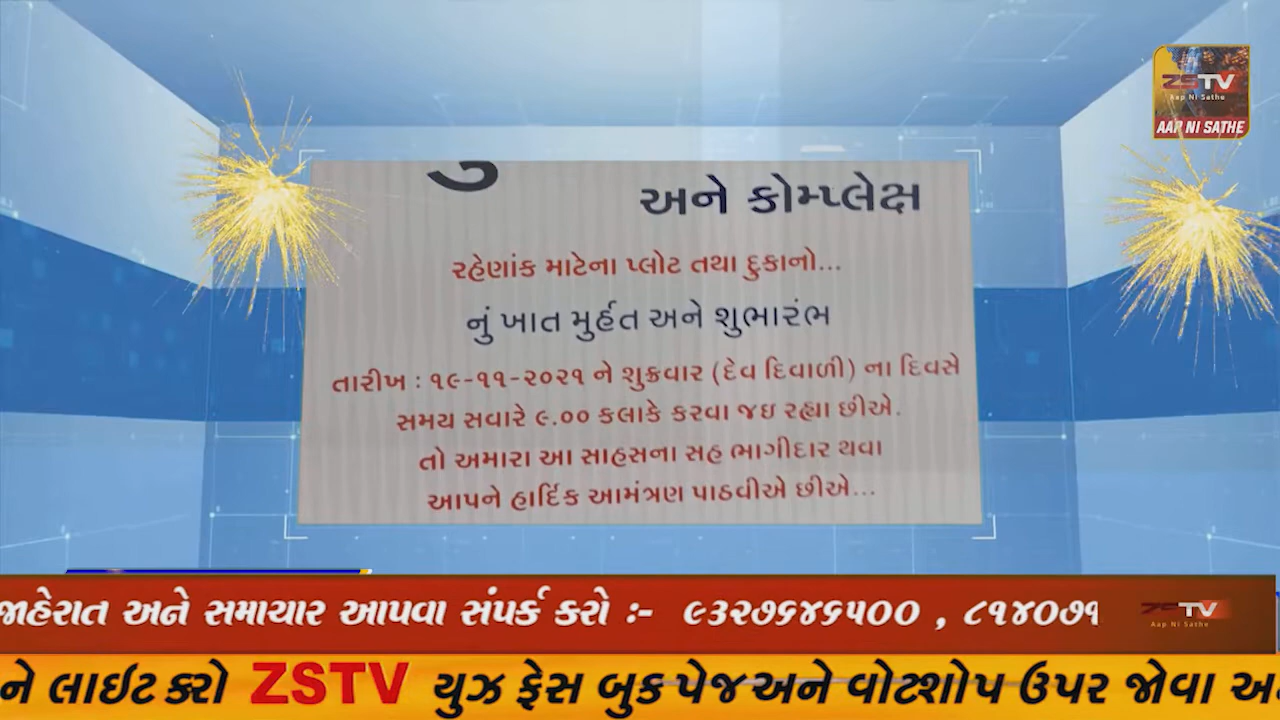 ZSTV
Aap Ni Sathe
AAP NI SATHE
અને કોમ્પ્લેક્ષ
રહેણાંક માટેના પ્લોટ તથા દુકાનો...
નું ખાત મુર્હત અને શુભારંભ
તારીખ : ૧૯-૧૧-૨૦૨૧ ને શુક્રવાર (દેવ દિવાળી) ના દિવસે
સમય સવારે ૯.૦૦ કલાકે કરવા જઇ રહ્યા છીએ.
તો અમારા આ સાહસના સહ ભાગીદાર થવા
આપને હાર્દિક આમંત્રણ પાઠવીએ છીએ...
જાહેરાત અને સમાચાર આપવા સંપર્ક કરો :- ૯૩૨૭૬૪૬૫૦૦ , ૮૧૪૦૭૧
ZSTV
Aap Ni Sathe
ને લાઈટ કરો ZSTV ચુઝ ફેસ બુક પેજ અને વોટશોપ ઉપર જોવા